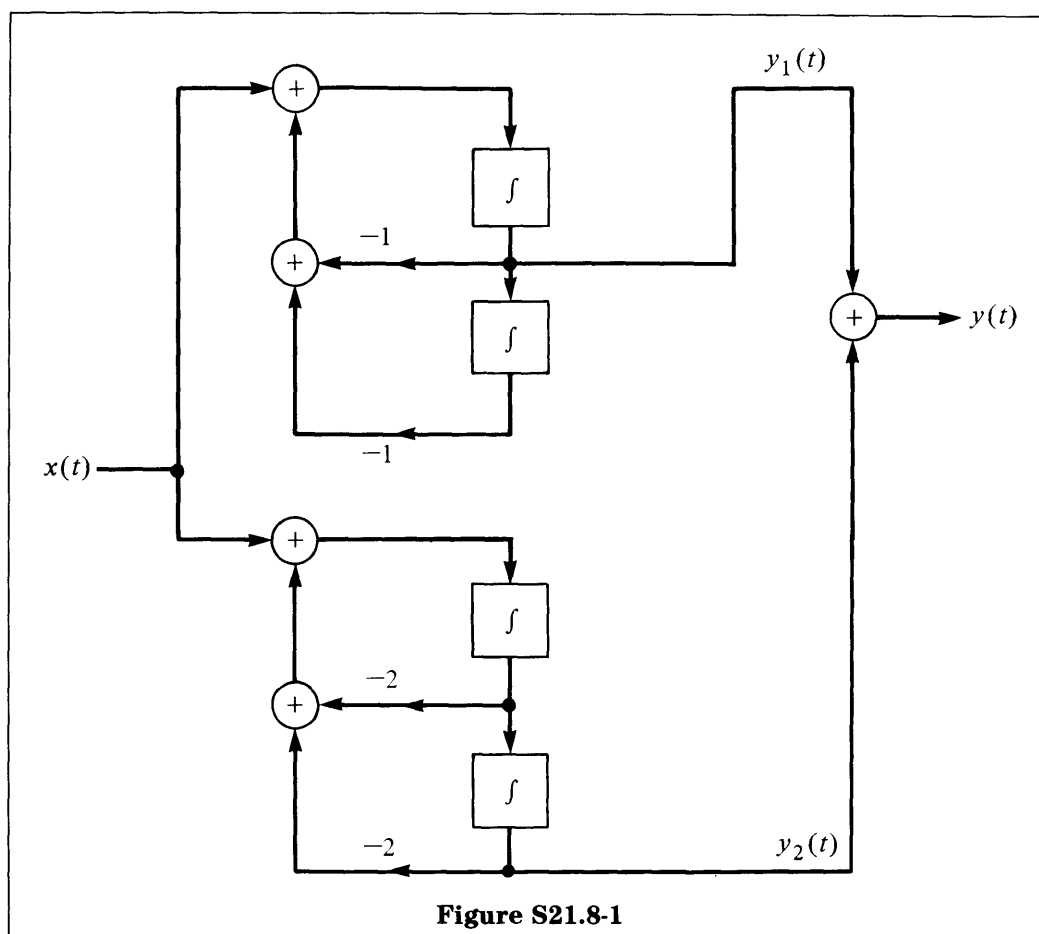 y₁(t)
+
∫
−1
+
+
y(t)
∫
−1
x(t)
+
∫
−2
+
∫
−2
y₂(t)
Figure S21.8-1